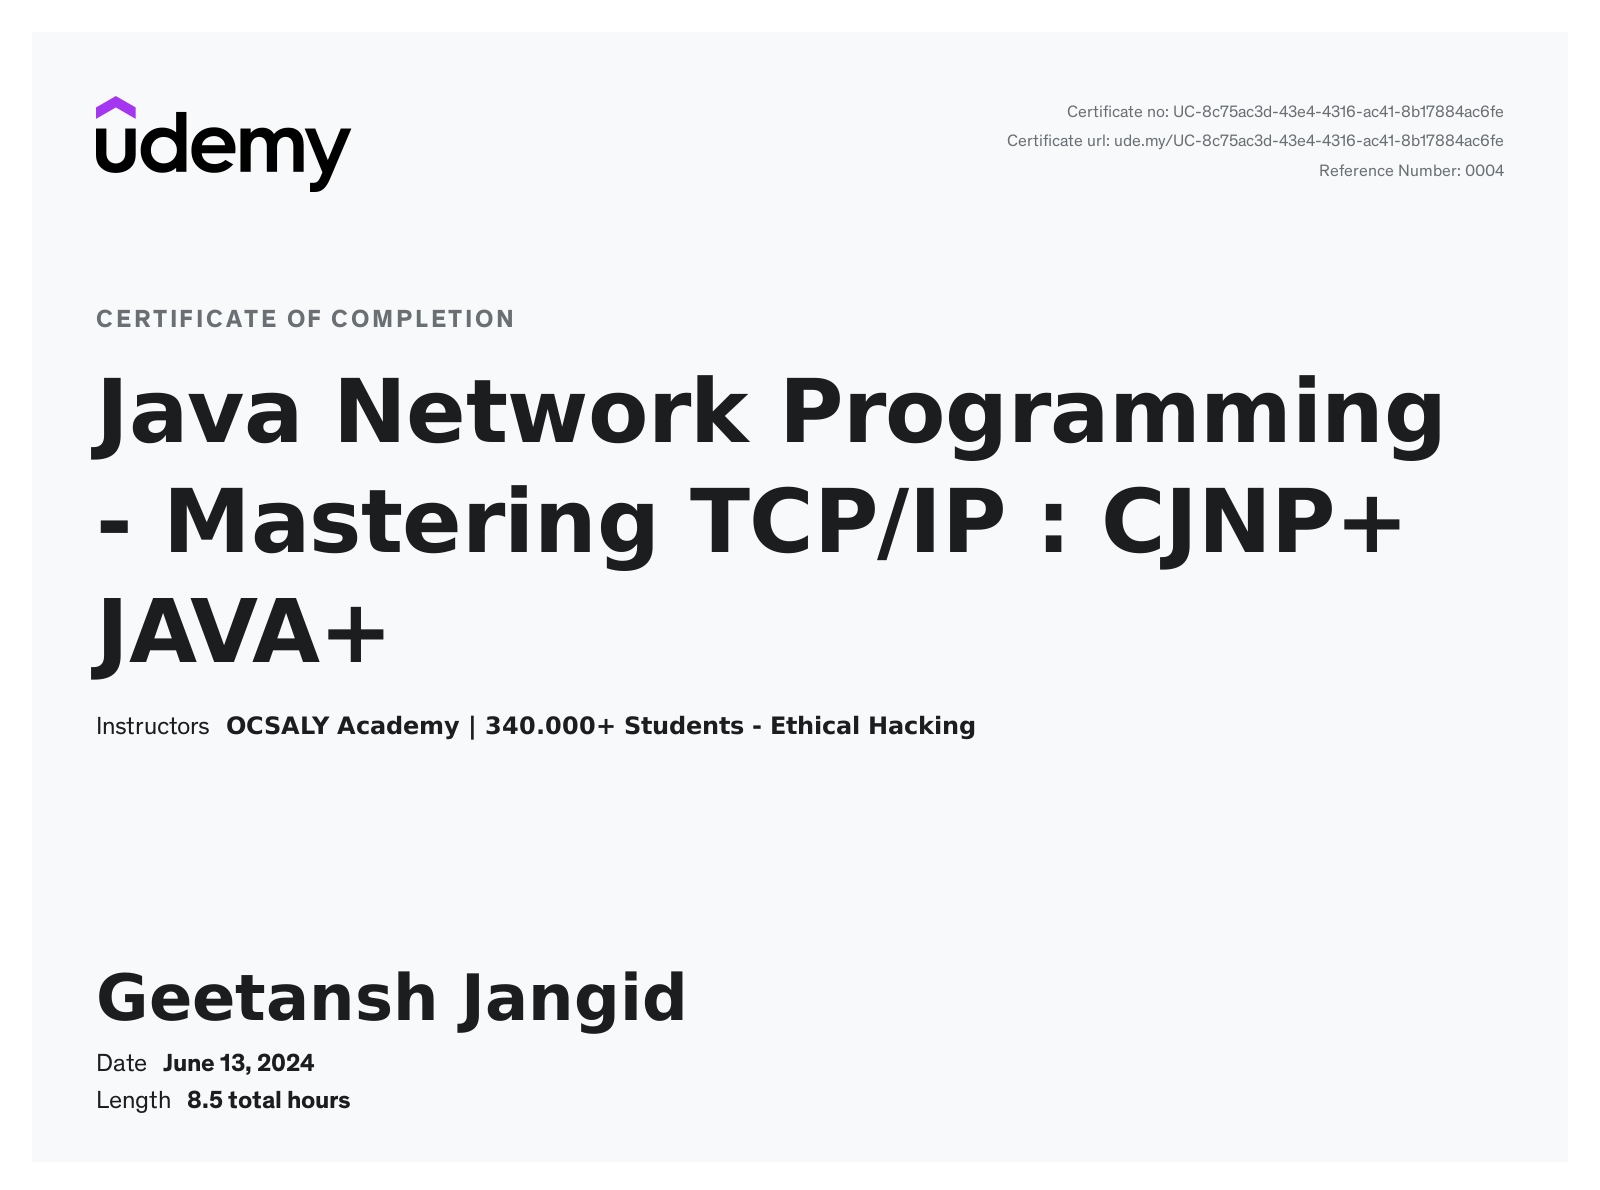 udemy
Certificate no: UC-8c75ac3d-43e4-4316-ac41-8b17884ac6fe
Certificate url: ude.my/UC-8c75ac3d-43e4-4316-ac41-8b17884ac6fe
Reference Number: 0004
CERTIFICATE OF COMPLETION
Java Network Programming
- Mastering TCP/IP : CJNP+
JAVA+
Instructors OCSALY Academy | 340.000+ Students - Ethical Hacking
Geetansh Jangid
Date June 13, 2024
Length 8.5 total hours